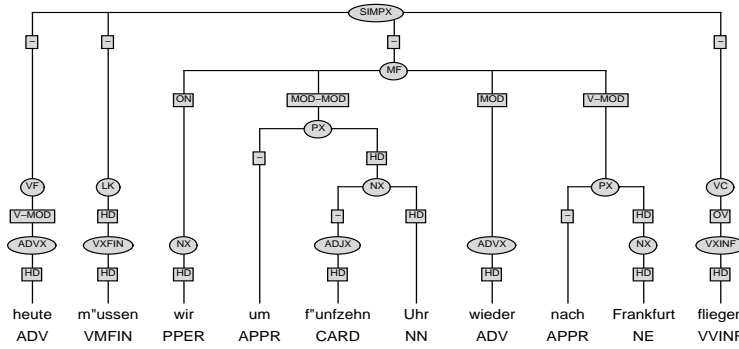 SIMPX
– – – –
MF
ON MOD–MOD MOD V–MOD
PX
– HD
VF LK NX PX VC
V–MOD HD – HD – HD OV
ADVX VXFIN NX ADJX ADVX NX VXINF
HD HD HD HD HD HD HD
heute m"ussen wir um f"unfzehn Uhr wieder nach Frankfurt fliegen
ADV VMFIN PPER APPR CARD NN ADV APPR NE VVINF